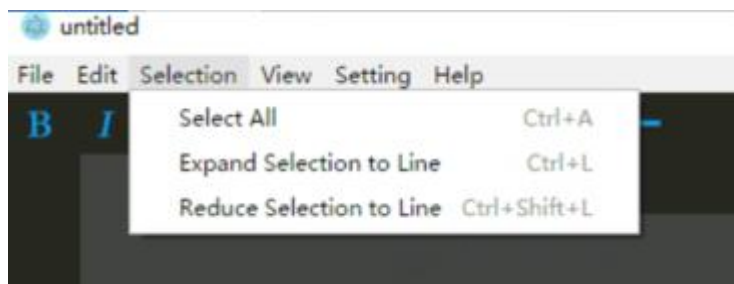 untitled
File Edit Selection View Setting Help
B I
Select All Ctrl+A
Expand Selection to Line Ctrl+L
Reduce Selection to Line Ctrl+Shift+L